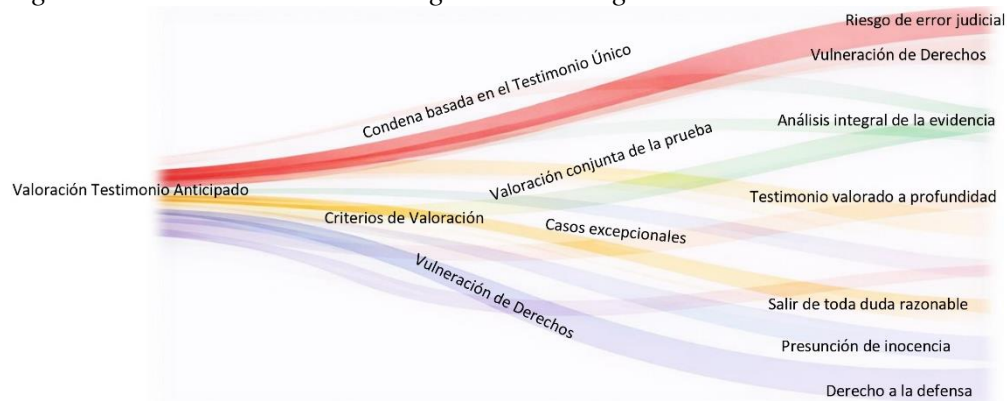 Riesgo de error judicial
Vulneración de Derechos
Condena basada en el Testimonio Único
Análisis integral de la evidencia
Valoración conjunta de la prueba
Valoración Testimonio Anticipado
Testimonio valorado a profundidad
Criterios de Valoración
Casos excepcionales
Vulneración de Derechos
Salir de toda duda razonable
Presunción de inocencia
Derecho a la defensa